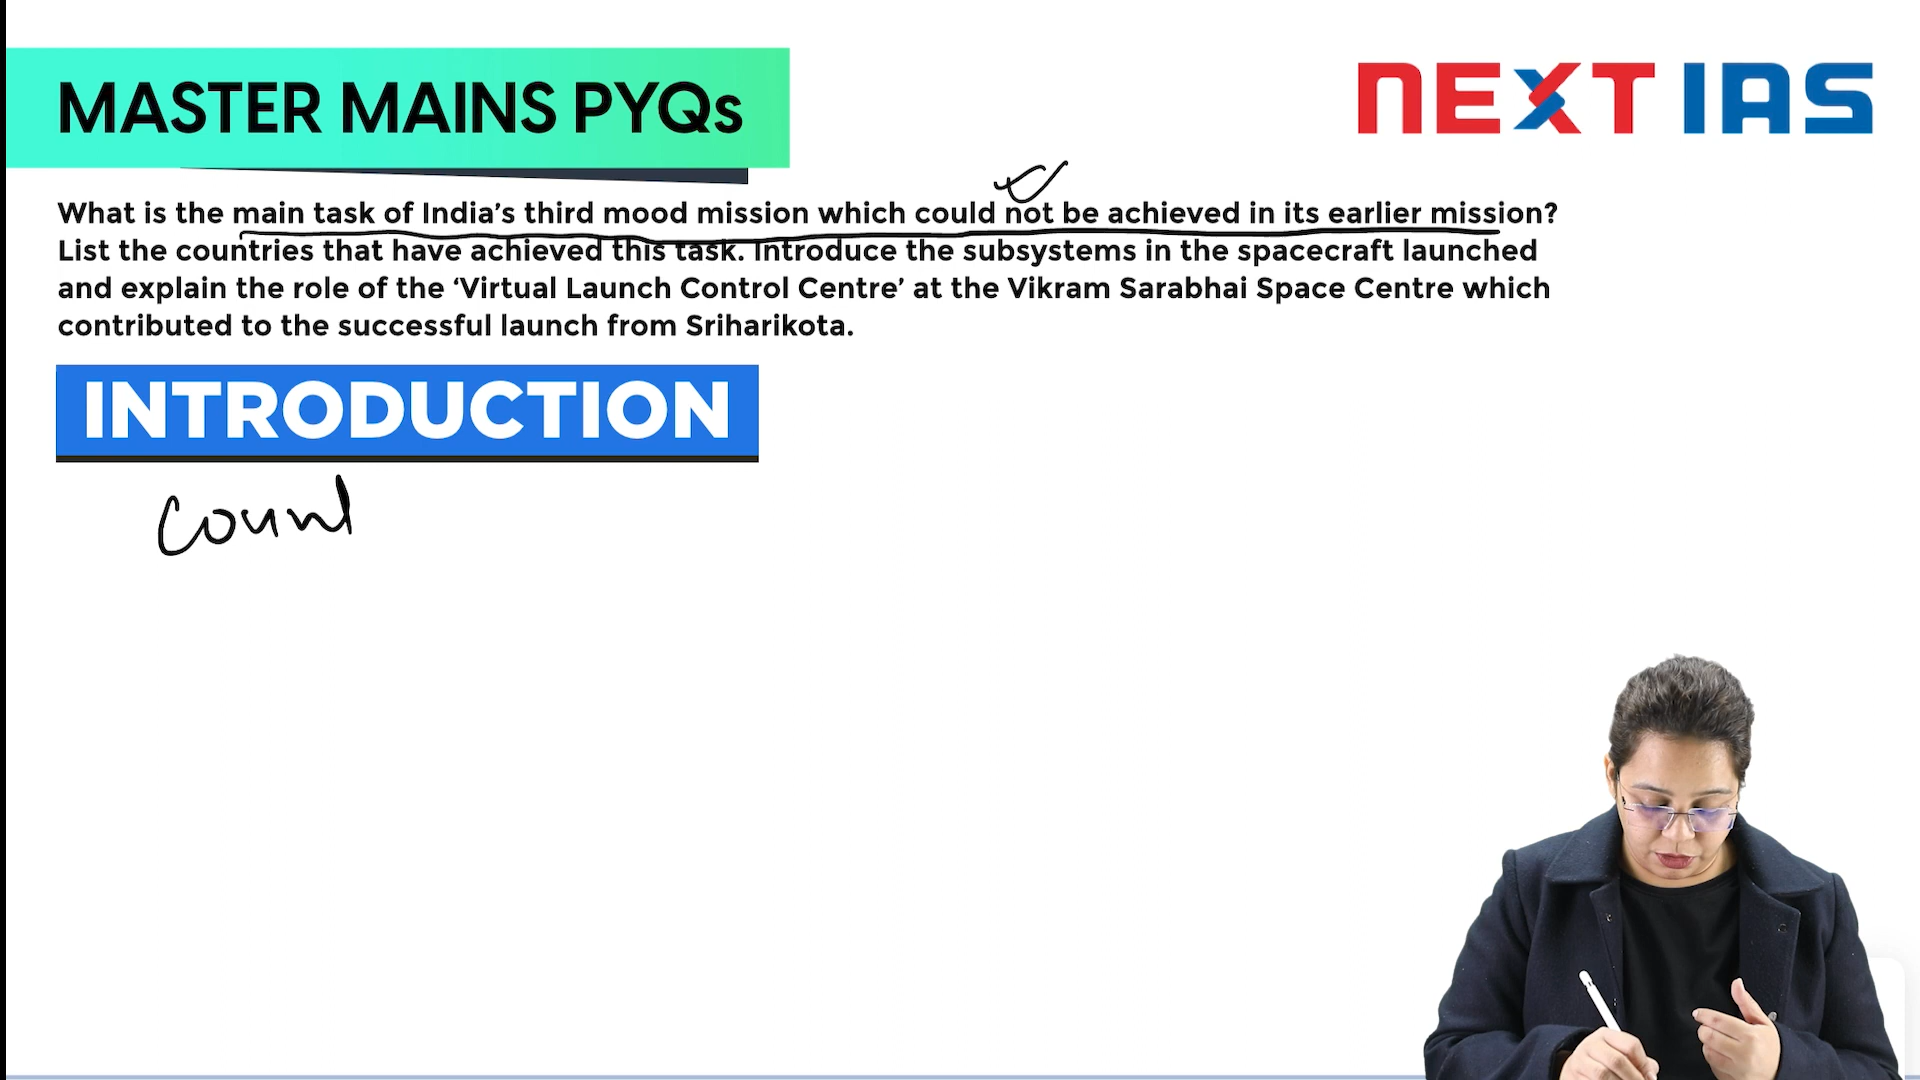 MASTER MAINS PYQs
NEXT IAS
What is the main task of India's third mood mission which could not be achieved in its earlier mission?
List the countries that have achieved this task. Introduce the subsystems in the spacecraft launched
and explain the role of the ‘Virtual Launch Control Centre’ at the Vikram Sarabhai Space Centre which
contributed to the successful launch from Sriharikota.
INTRODUCTION
Count